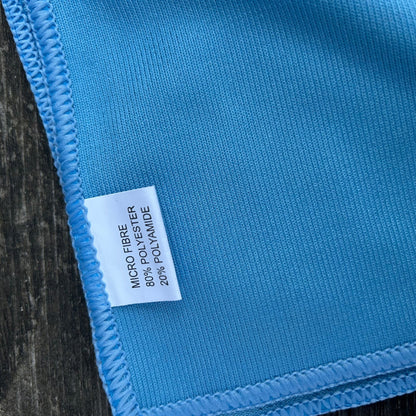 MICRO FIBRE
80% POLYESTER
20% POLYAMIDE